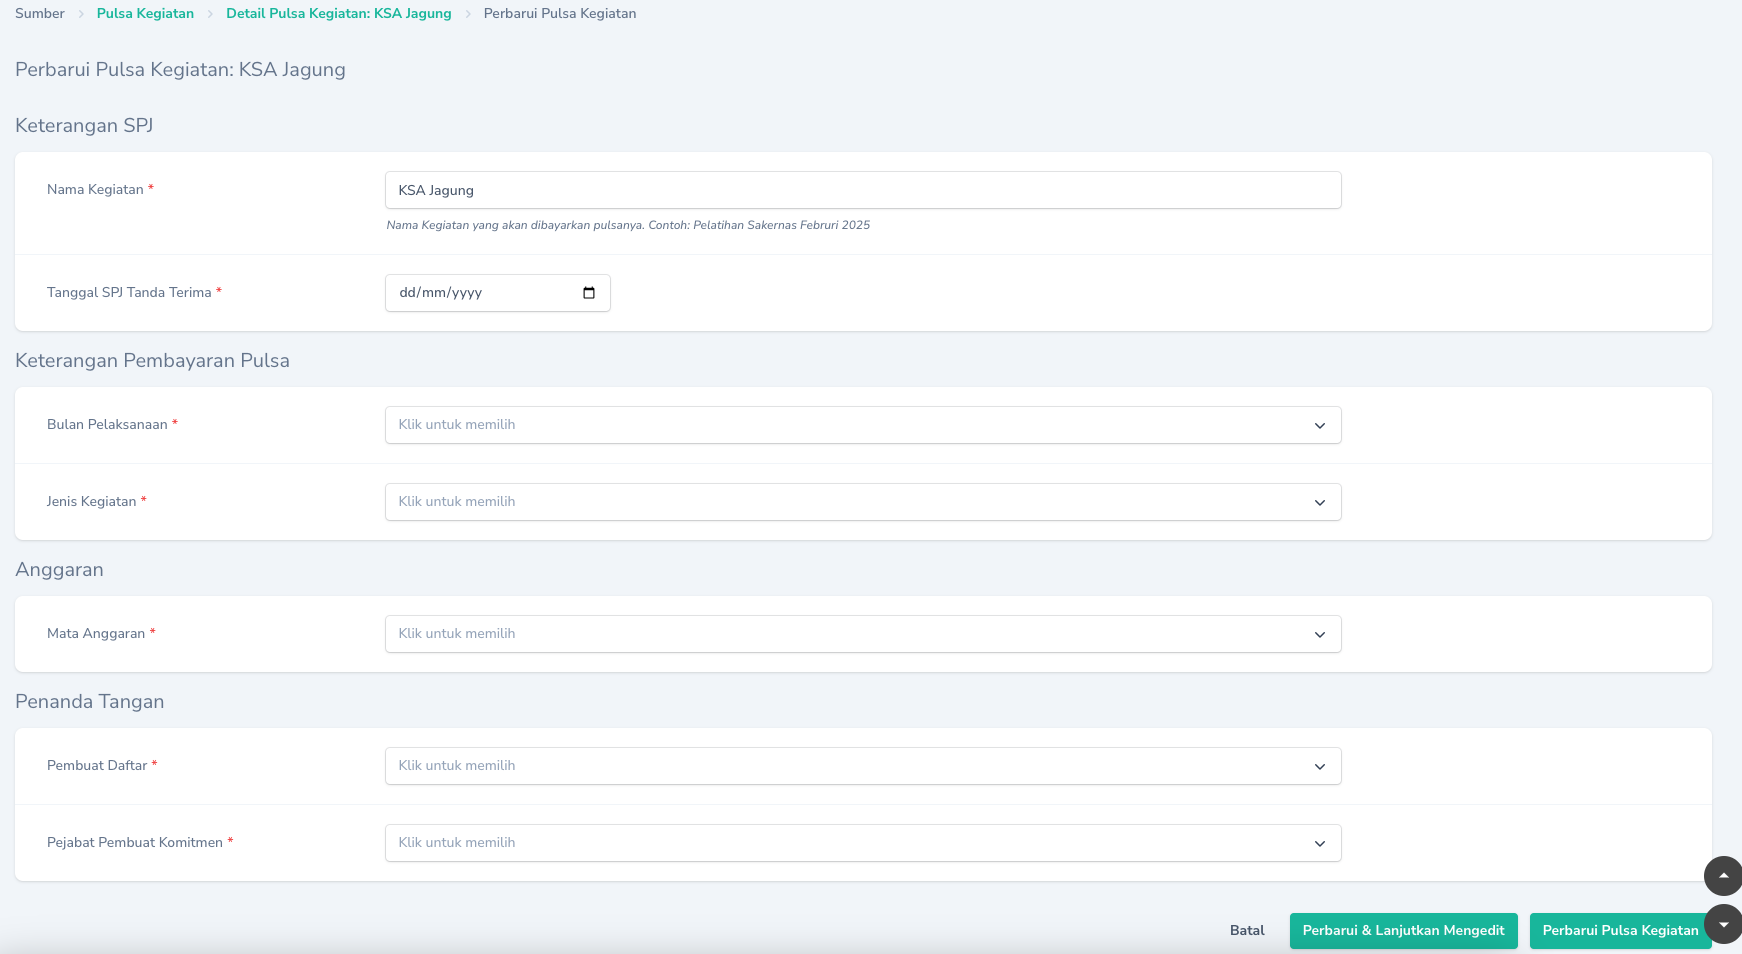 Sumber > Pulsa Kegiatan > Detail Pulsa Kegiatan: KSA Jagung > Perbarui Pulsa Kegiatan
Perbarui Pulsa Kegiatan: KSA Jagung
Keterangan SPJ
Nama Kegiatan * KSA Jagung
Nama Kegiatan yang akan dibayarkan pulsanya. Contoh: Pelatihan Sakernas Februri 2025
Tanggal SPJ Tanda Terima * dd/mm/yyyy
Keterangan Pembayaran Pulsa
Bulan Pelaksanaan * Klik untuk memilih
Jenis Kegiatan * Klik untuk memilih
Anggaran
Mata Anggaran * Klik untuk memilih
Penanda Tangan
Pembuat Daftar * Klik untuk memilih
Pejabat Pembuat Komitmen * Klik untuk memilih
Batal Perbarui & Lanjutkan Mengedit Perbarui Pulsa Kegiatan